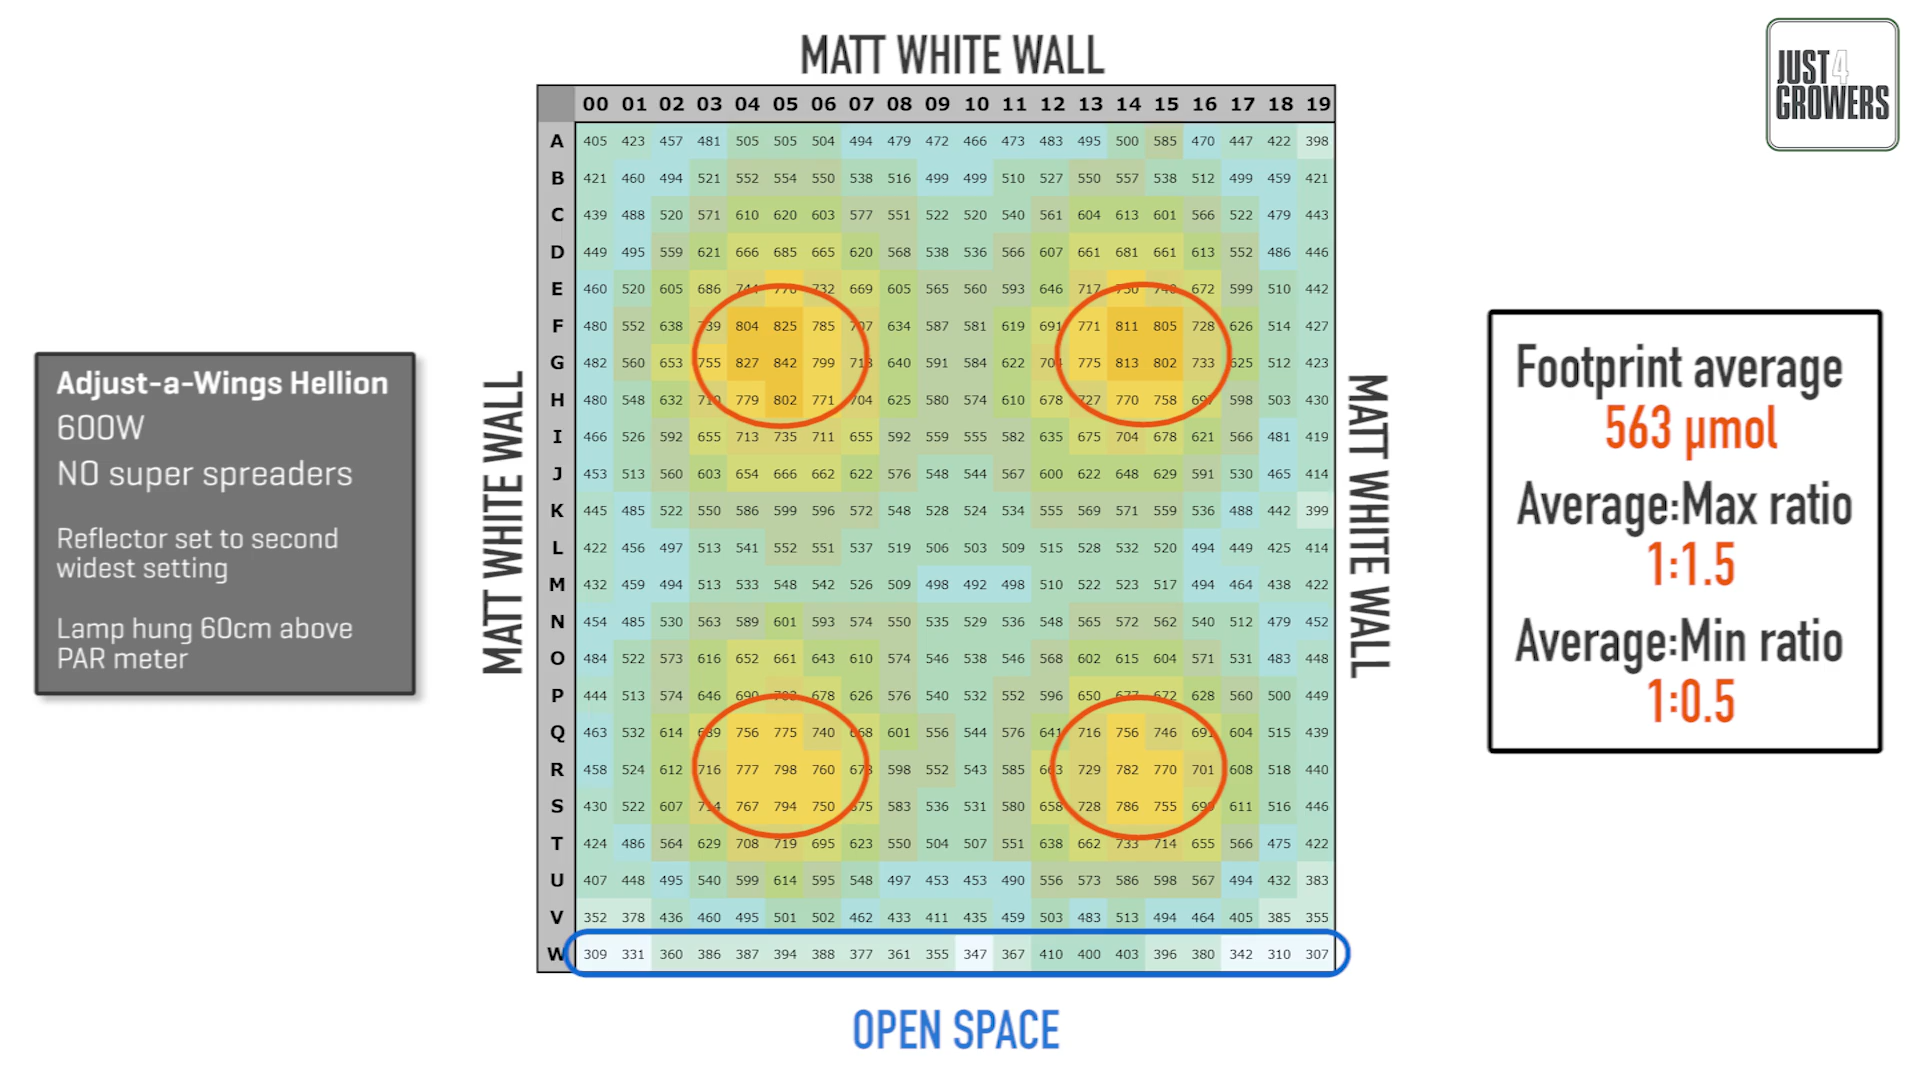 MATT WHITE WALL
JUST4
GROWERS
00 01 02 03 04 05 06 07 08 09 10 11 12 13 14 15 16 17 18 19
A 405 423 457 481 505 505 504 494 479 472 466 473 483 495 500 585 470 447 422 398
B 421 460 494 521 552 554 550 538 516 499 499 510 527 550 557 538 512 499 459 421
C 439 488 520 571 610 620 603 577 551 522 520 540 561 604 613 601 566 522 479 443
D 449 495 559 621 666 685 665 620 568 538 536 566 607 661 681 661 613 552 486 446
E 460 520 605 686 732 669 605 565 560 593 646 717 672 599 510 442
F 480 552 638 739 804 825 785 707 634 587 581 619 691 771 811 805 728 626 514 427
G 482 560 653 755 827 842 799 713 640 591 584 622 704 775 813 802 733 625 512 423
H 480 548 632 710 779 802 771 704 625 580 574 610 678 727 770 758 697 598 503 430
I 466 526 592 655 713 735 711 655 592 559 555 582 635 675 704 678 621 566 481 419
J 453 513 560 603 654 666 662 622 576 548 544 567 600 622 648 629 591 530 465 414
K 445 485 522 550 586 599 596 572 548 528 524 534 555 569 571 559 536 488 442 399
L 422 456 497 513 541 552 551 537 519 506 503 509 515 528 532 520 494 449 425 414
M 432 459 494 513 533 548 542 526 509 498 492 498 510 522 523 517 494 464 438 422
N 454 485 530 563 589 601 593 574 550 535 529 536 548 565 572 562 540 512 479 452
O 484 522 573 616 652 661 643 610 574 546 538 546 568 602 615 604 571 531 483 448
P 444 513 574 646 690 678 626 576 540 532 552 596 650 677 672 628 560 500 449
Q 463 532 614 689 756 775 740 668 601 556 544 576 641 716 756 746 691 604 515 439
R 458 524 612 716 777 798 760 673 598 552 543 585 663 729 782 770 701 608 518 440
S 430 522 607 714 767 794 750 675 583 536 531 580 658 728 786 755 611 516 446
T 424 486 564 629 708 719 695 623 550 504 507 551 638 662 733 714 655 566 475 422
U 407 448 495 540 599 614 595 548 497 453 453 490 556 573 586 598 567 494 432 383
V 352 378 436 460 495 501 502 462 433 411 435 459 503 483 513 494 464 405 385 355
W 309 331 360 386 387 394 388 377 361 355 347 367 410 400 403 396 380 342 310 307
MATT WHITE WALL
MATT WHITE WALL
OPEN SPACE
Adjust-a-Wings Hellion
600W
NO super spreaders
Reflector set to second
widest setting
Lamp hung 60cm above
PAR meter
Footprint average
563 µmol
Average:Max ratio
1:1.5
Average:Min ratio
1:0.5